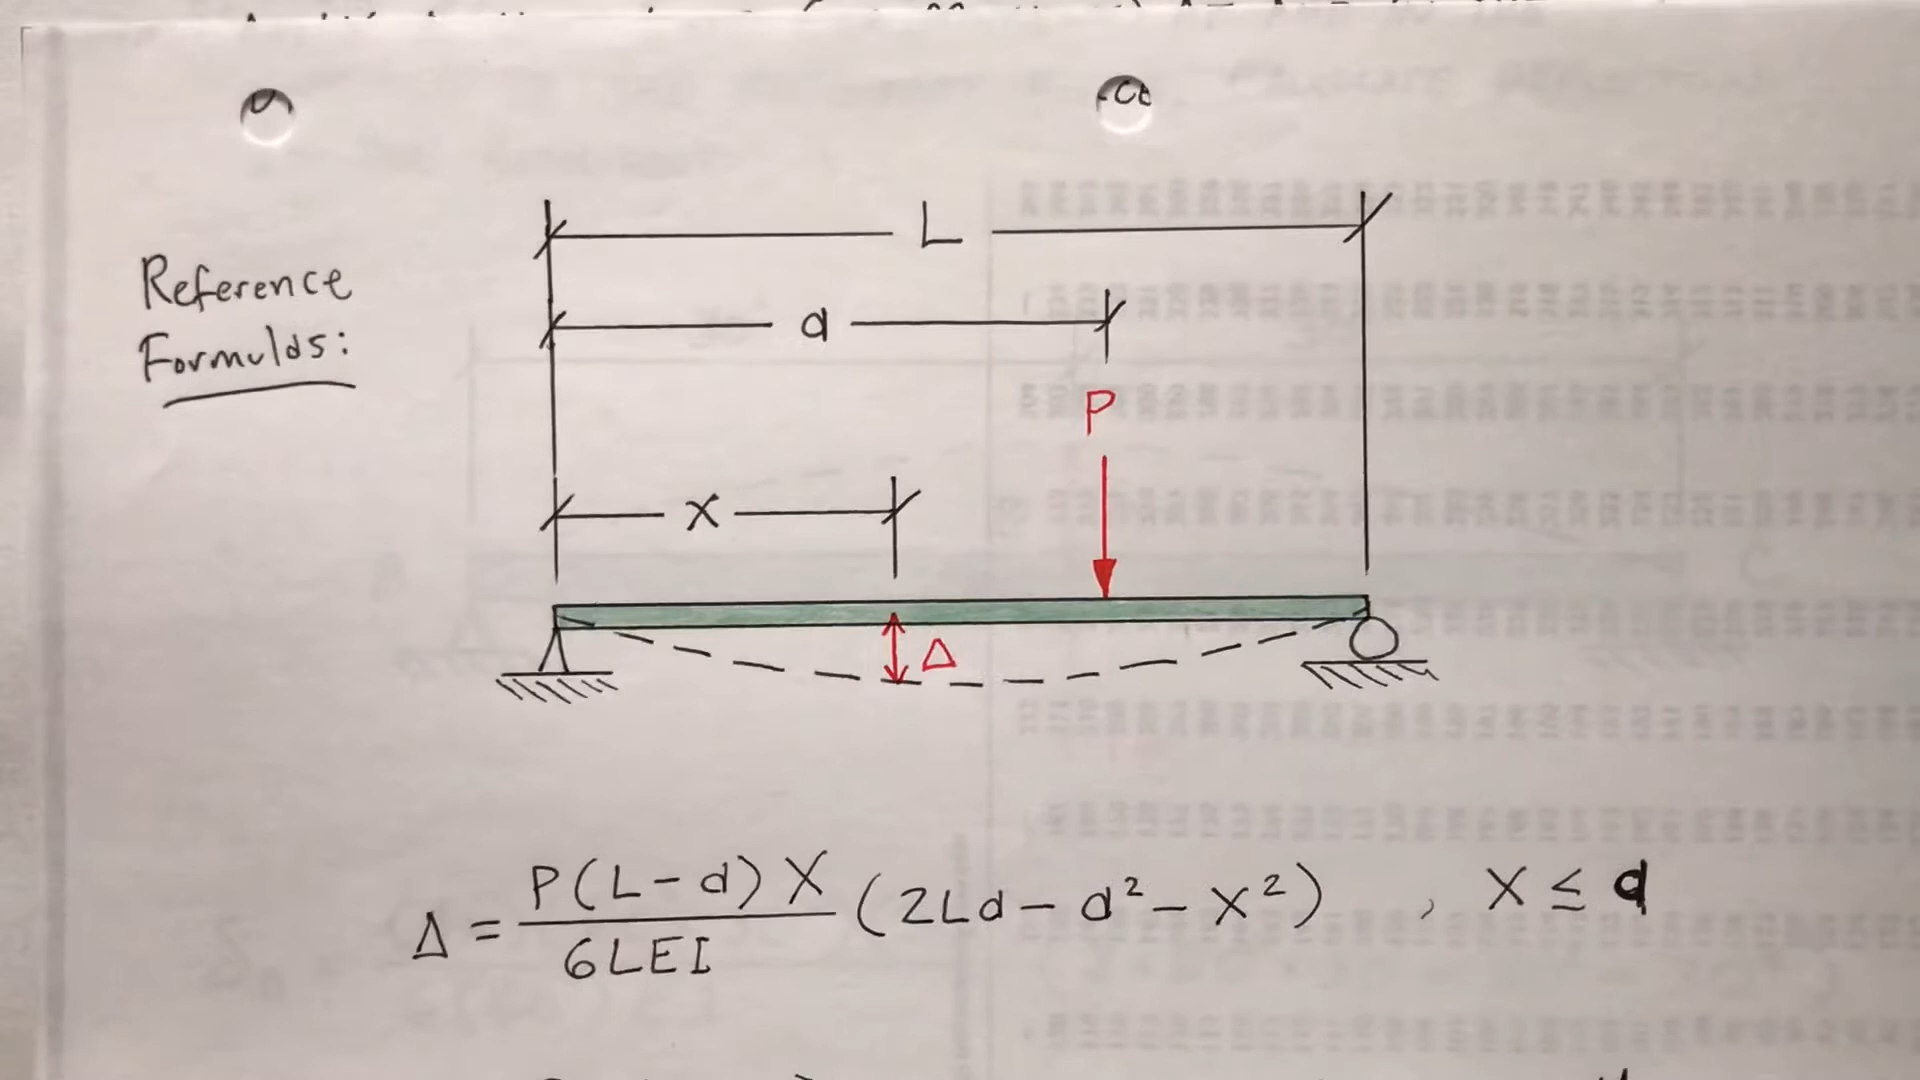 Reference
Formulas:
L
a
P
x
Δ
Δ = P(L-a)X / 6LEI (2La - a² - X²) , X ≤ a